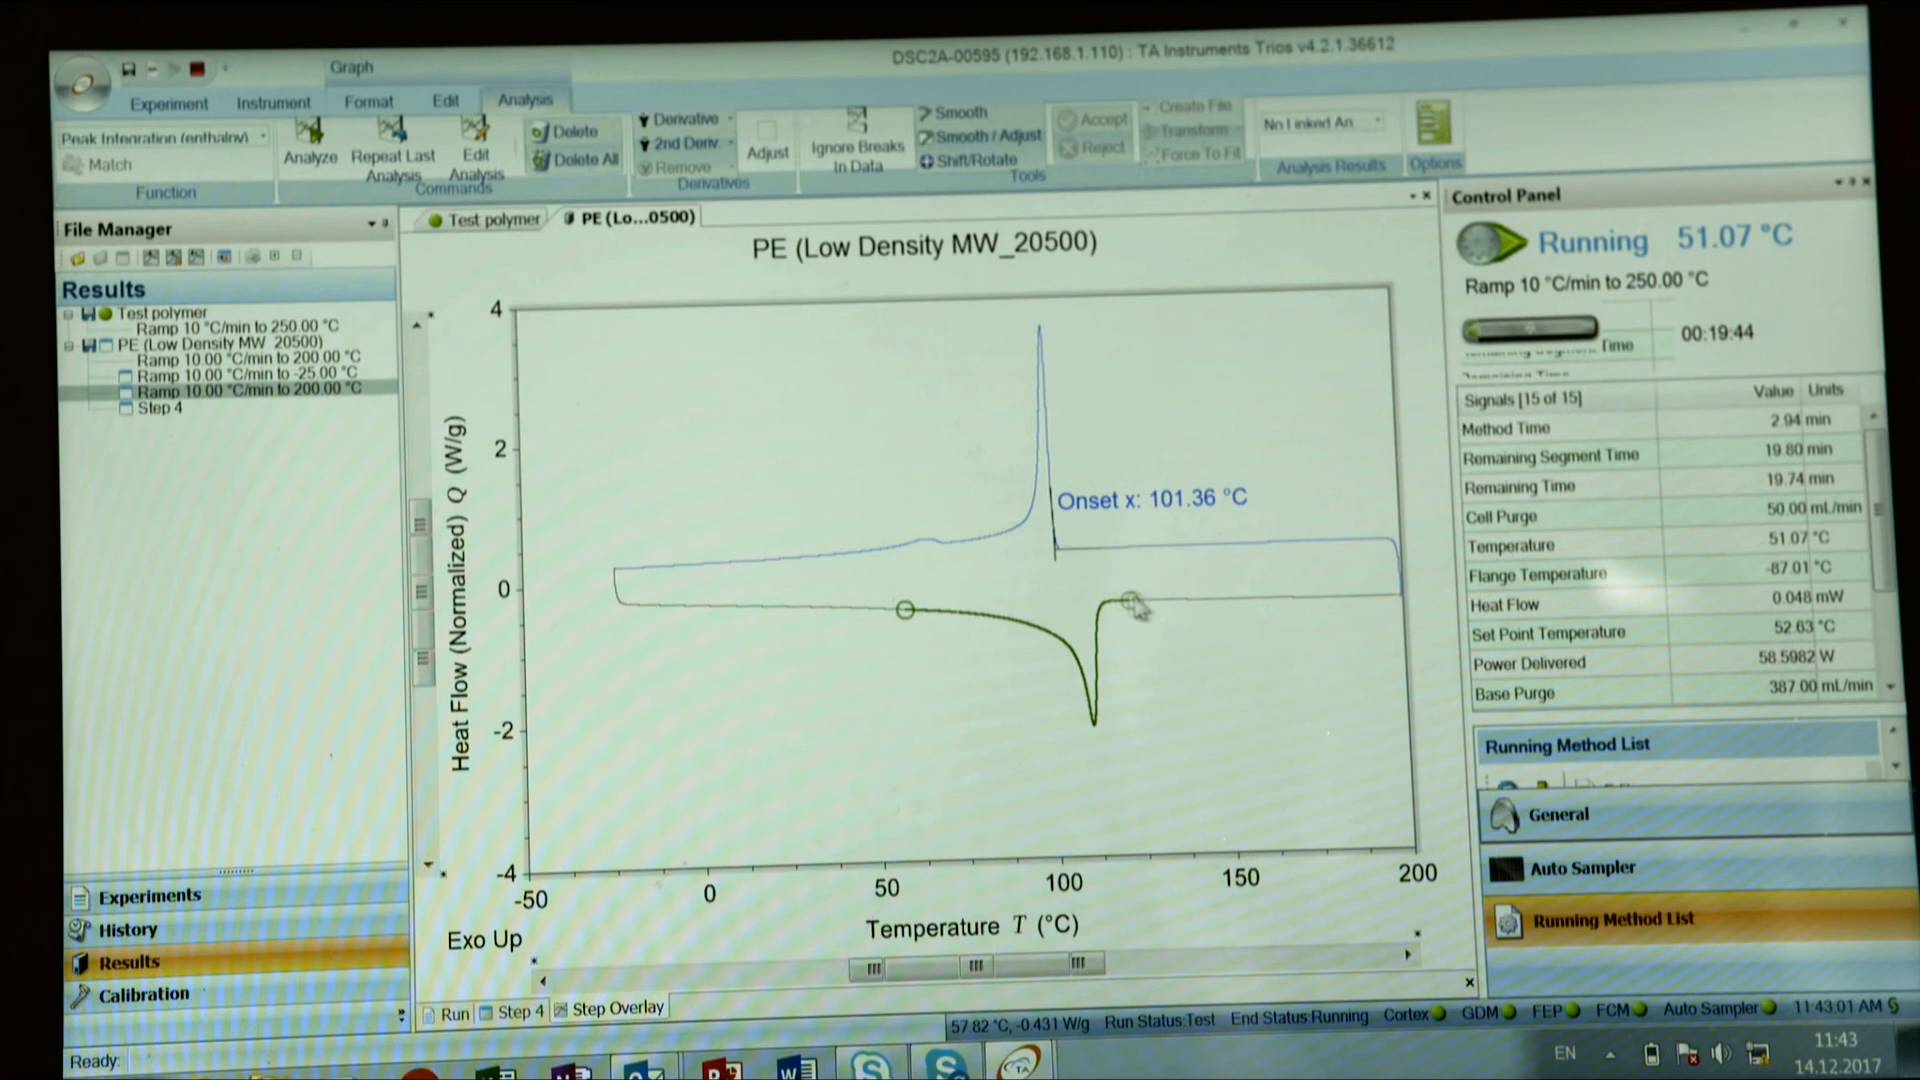 DSC2A-00595 (192.168.1.110) : TA Instruments Trios v4.2.1.36612
Graph
Experiment Instrument Format Edit Analysis
Peak Integration (enthalpy)
Match
Function
Analyze
Repeat Last Analysis
Edit Analysis
Commands
Delete
Delete All
Derivative
2nd Deriv
Remove
Derivatives
Adjust
Ignore Breaks In Data
Smooth
Smooth / Adjust
Shift/Rotate
Tools
Accept
Reject
Create File
Transform
Force To Fit
No Linked An
Analysis Results
Options
File Manager
Results
Test polymer
Ramp 10 °C/min to 250.00 °C
PE (Low Density MW 20500)
Ramp 10.00 °C/min to 200.00 °C
Ramp 10.00 °C/min to -25.00 °C
Ramp 10.00 °C/min to 200.00 °C
Step 4
Experiments
History
Results
Calibration
Ready:
Test polymer
PE (Lo...0500)
PE (Low Density MW_20500)
Heat Flow (Normalized) Q (W/g)
4
2
0
-2
-4
Onset x: 101.36 °C
-50 0 50 100 150 200
Temperature T (°C)
Exo Up
Run Step 4 Step Overlay
Control Panel
Running 51.07 °C
Ramp 10 °C/min to 250.00 °C
00:19:44
Time
Signals [15 of 15] Value Units
Method Time 2.94 min
Remaining Segment Time 19.80 min
Remaining Time 19.74 min
Cell Purge 50.00 mL/min
Temperature 51.07 °C
Flange Temperature -87.01 °C
Heat Flow 0.048 mW
Set Point Temperature 52.63 °C
Power Delivered 58.5982 W
Base Purge 387.00 mL/min
Running Method List
General
Auto Sampler
Running Method List
57.82 °C, -0.431 W/g Run Status:Test End Status:Running Cortex GDM FEP FCM Auto Sampler 11:43:01 AM
EN
11:43
14.12.2017